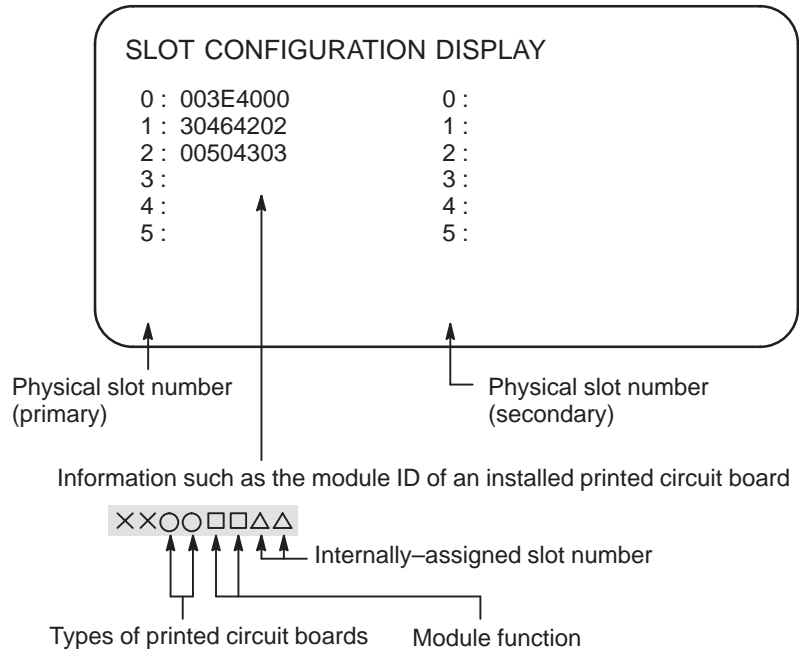 SLOT CONFIGURATION DISPLAY
0 : 003E4000 0 :
1 : 30464202 1 :
2 : 00504303 2 :
3 : 3 :
4 : 4 :
5 : 5 :
Physical slot number
(primary)
Physical slot number
(secondary)
Information such as the module ID of an installed printed circuit board
××○○□□△△
Internally–assigned slot number
Types of printed circuit boards
Module function